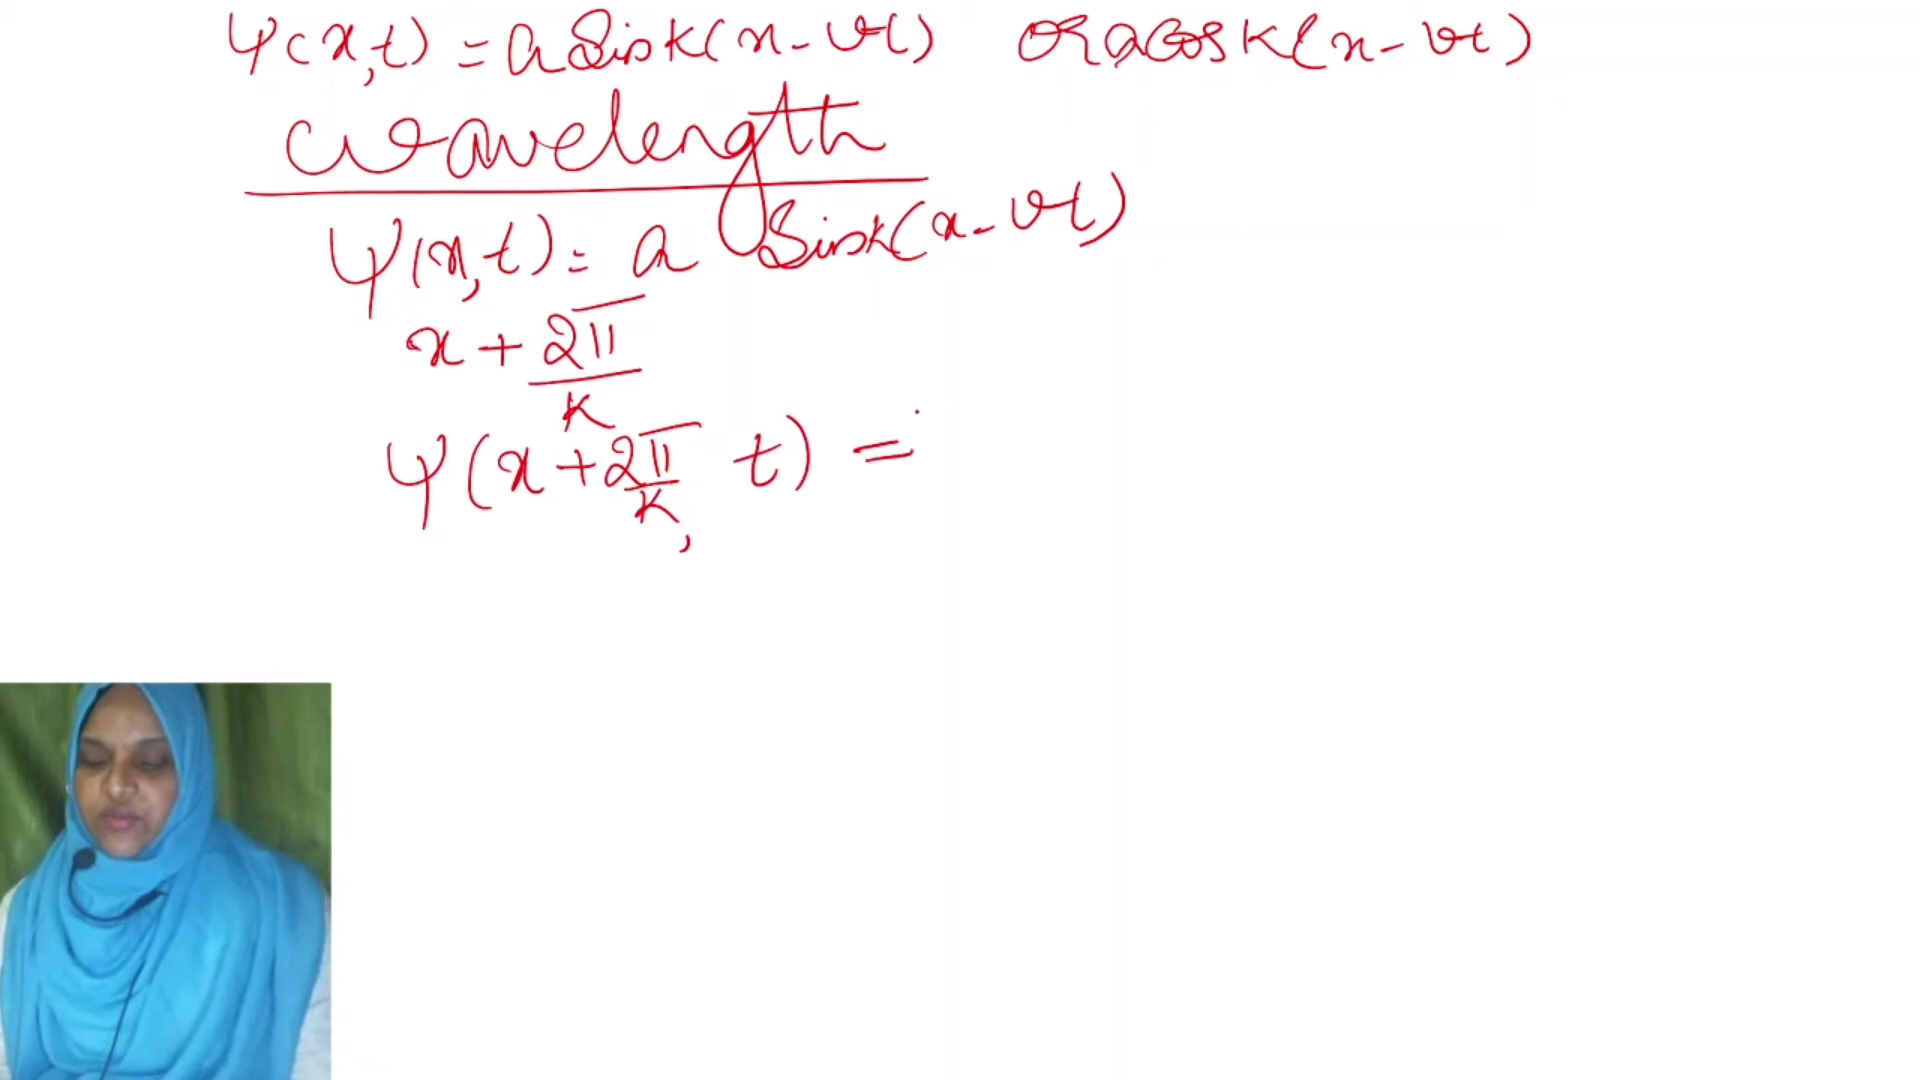 ψ(x,t) = a Sin k(x - vt) or a Cos k(x - vt)
wavelength
ψ(x,t) = a Sin k(x - vt)
x + 2π/k
ψ(x + 2π/k, t) =